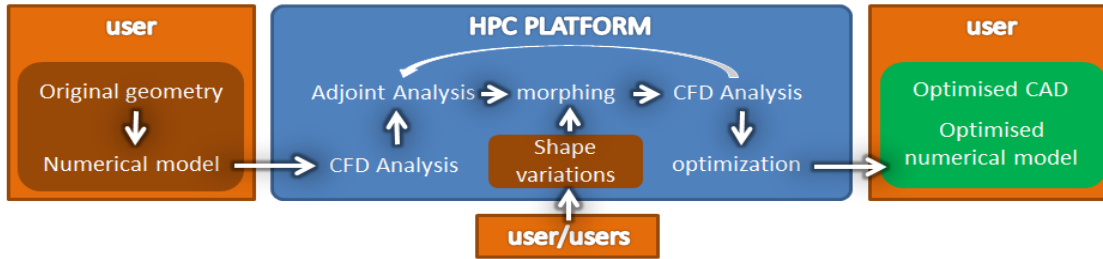 user
Original geometry
Numerical model
HPC PLATFORM
Adjoint Analysis
morphing
CFD Analysis
CFD Analysis
Shape
variations
optimization
user/users
user
Optimised CAD
Optimised
numerical model